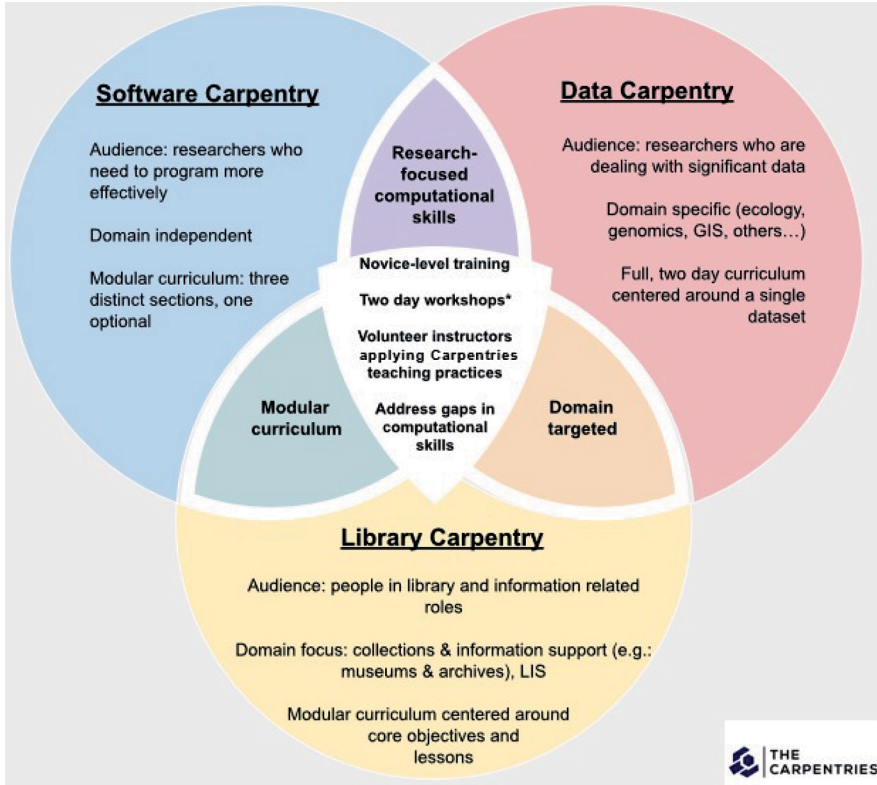 Software Carpentry
Audience: researchers who
need to program more
effectively
Domain independent
Modular curriculum: three
distinct sections, one
optional
Data Carpentry
Audience: researchers who are
dealing with significant data
Domain specific (ecology,
genomics, GIS, others…)
Full, two day curriculum
centered around a single
dataset
Research-
focused
computational
skills
Novice-level training
Two day workshops*
Volunteer instructors
applying Carpentries
teaching practices
Address gaps in
computational
skills
Modular
curriculum
Domain
targeted
Library Carpentry
Audience: people in library and information related
roles
Domain focus: collections & information support (e.g.:
museums & archives), LIS
Modular curriculum centered around
core objectives and
lessons
THE
CARPENTRIES